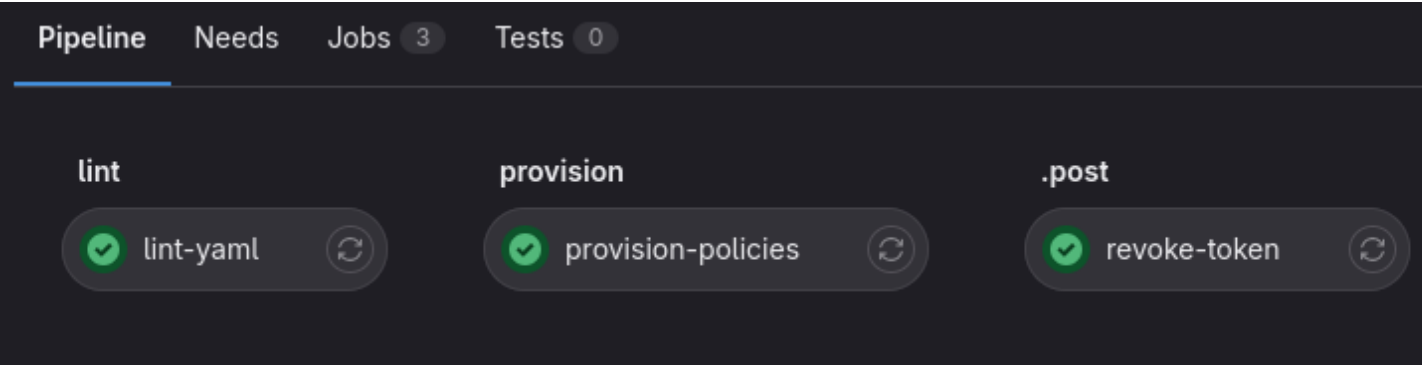 Pipeline Needs Jobs 3 Tests 0
lint provision .post
lint-yaml provision-policies revoke-token